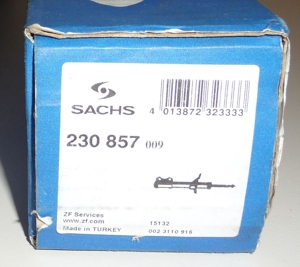 SACHS
4 013872 323333
230 857 009
ZF Services
www.zf.com
Made in TURKEY
15132
002 3110 916